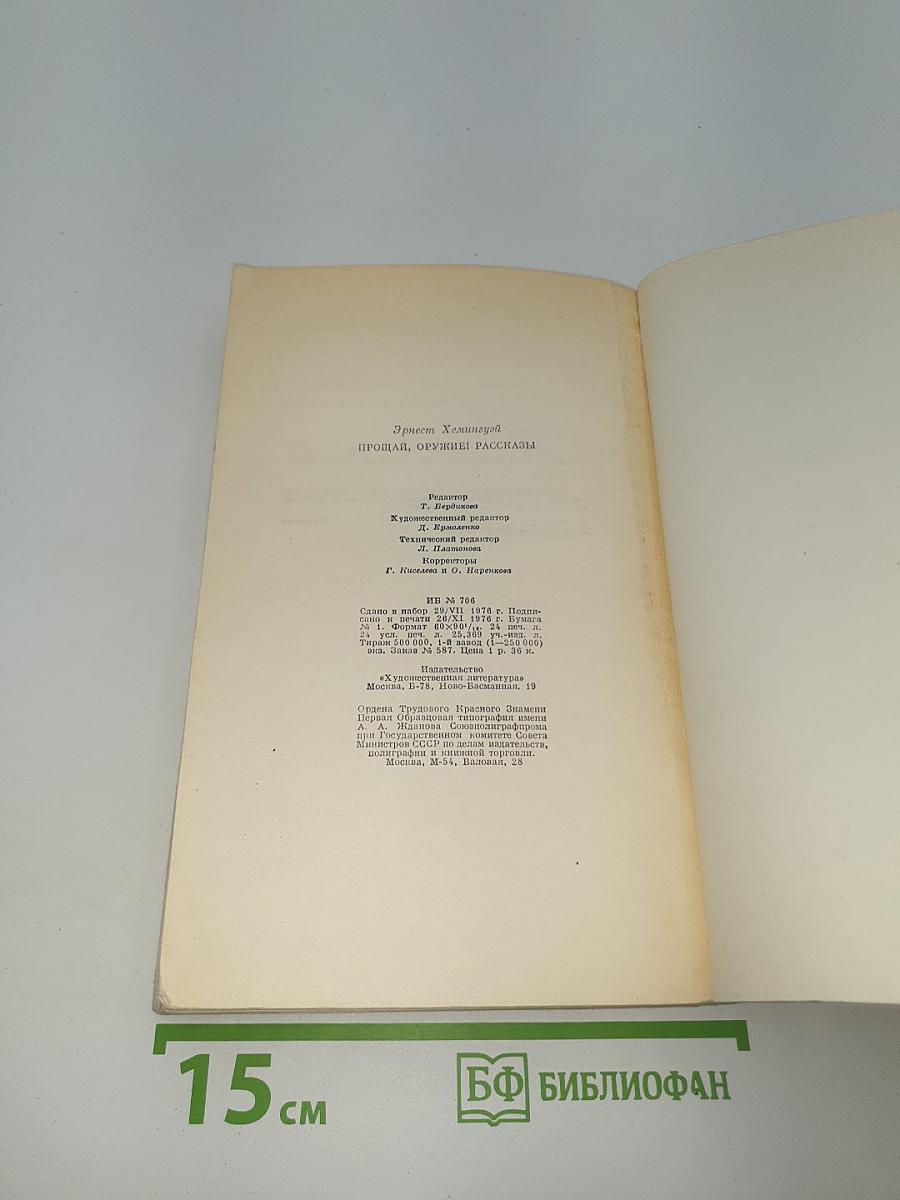 Эрнест Хемингуэй
ПРОЩАЙ, ОРУЖИЕ! РАССКАЗЫ
Редактор
Т. Бердикова
Художественный редактор
Д. Ермоленко
Технический редактор
Л. Платонова
Корректоры
Г. Киселева и О. Наренкова
ИБ № 706
Сдано в набор 29/VII 1976 г. Подпи-
сано к печати 26/XI 1976 г. Бумага
№ 1. Формат 60×90¹/₁₆. 24 печ. л.
24 усл. печ. л. 25,369 уч.-изд. л.
Тираж 500 000, 1-й завод (1—250 000)
экз. Заказ № 587. Цена 1 р. 36 к.
Издательство
«Художественная литература»
Москва, Б-78, Ново-Басманная, 19
Ордена Трудового Красного Знамени
Первая Образцовая типография имени
А. А. Жданова Союзполиграфпрома
при Государственном комитете Совета
Министров СССР по делам издательств,
полиграфии и книжной торговли.
Москва, М-54, Валовая, 28
15 см
БФ БИБЛИОФАН